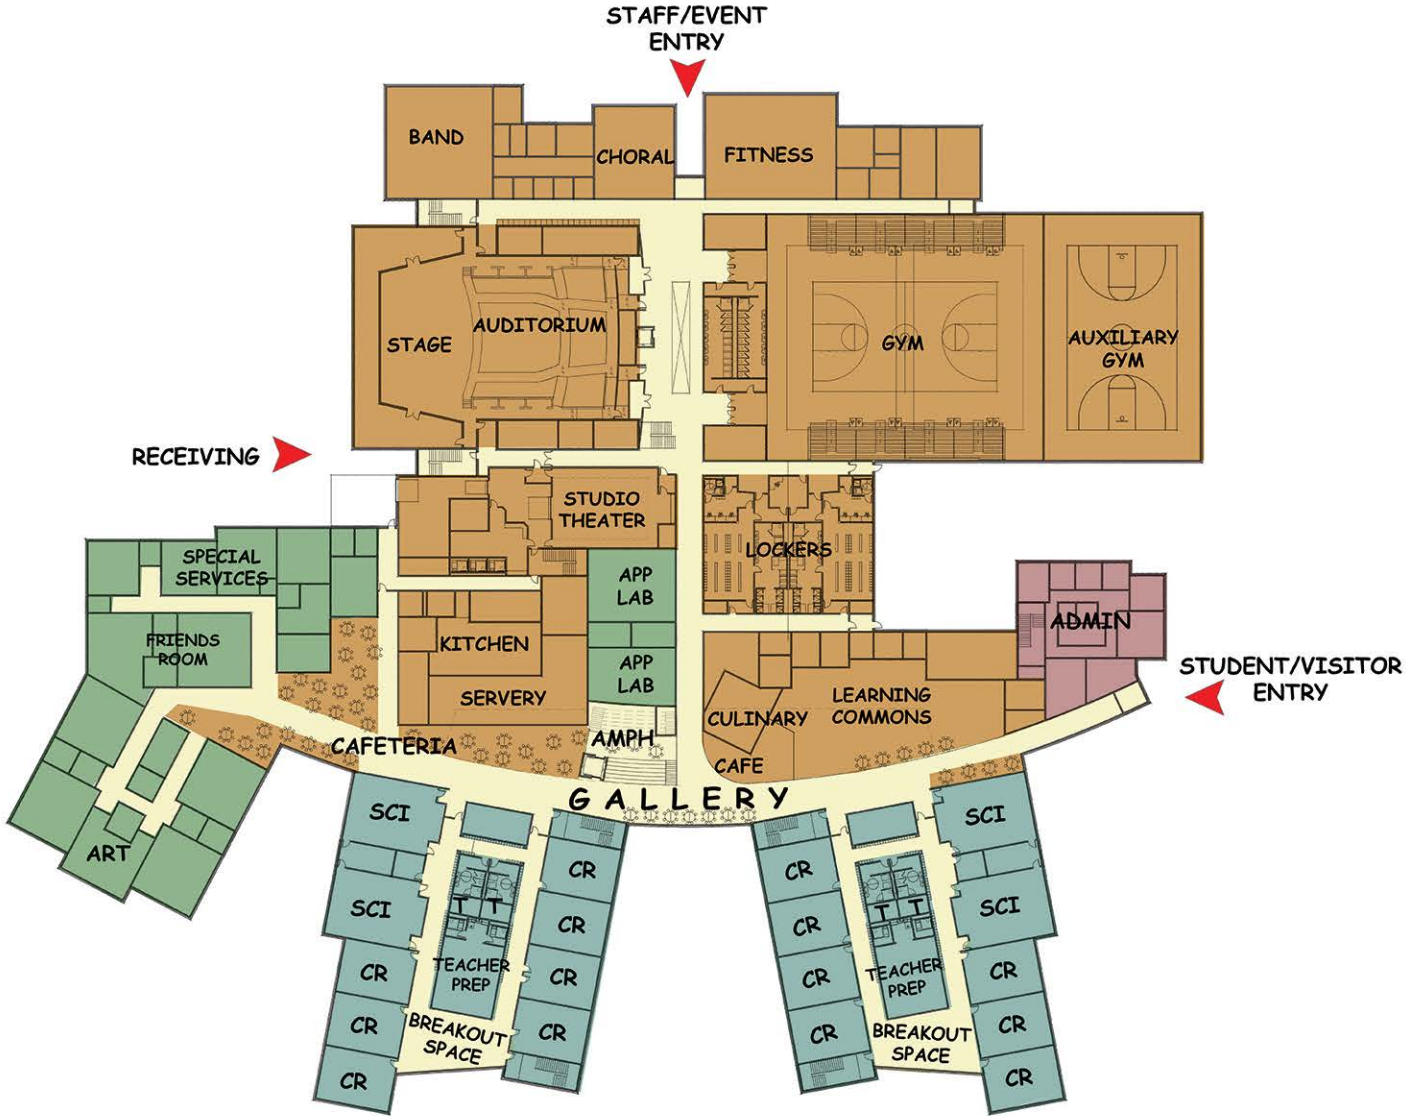 STAFF/EVENT
ENTRY
BAND
CHORAL
FITNESS
STAGE
AUDITORIUM
GYM
AUXILIARY
GYM
RECEIVING
STUDIO
THEATER
LOCKERS
SPECIAL
SERVICES
APP
LAB
FRIENDS
ROOM
KITCHEN
APP
LAB
ADMIN
STUDENT/VISITOR
ENTRY
SERVERY
CULINARY
LEARNING
COMMONS
CAFETERIA
AMPH
CAFE
GALLERY
ART
SCI
SCI
CR
CR
CR
CR
CR
CR
CR
T T
TEACHER
PREP
BREAKOUT
SPACE
CR
CR
CR
CR
T T
TEACHER
PREP
BREAKOUT
SPACE
SCI
SCI
CR
CR
CR